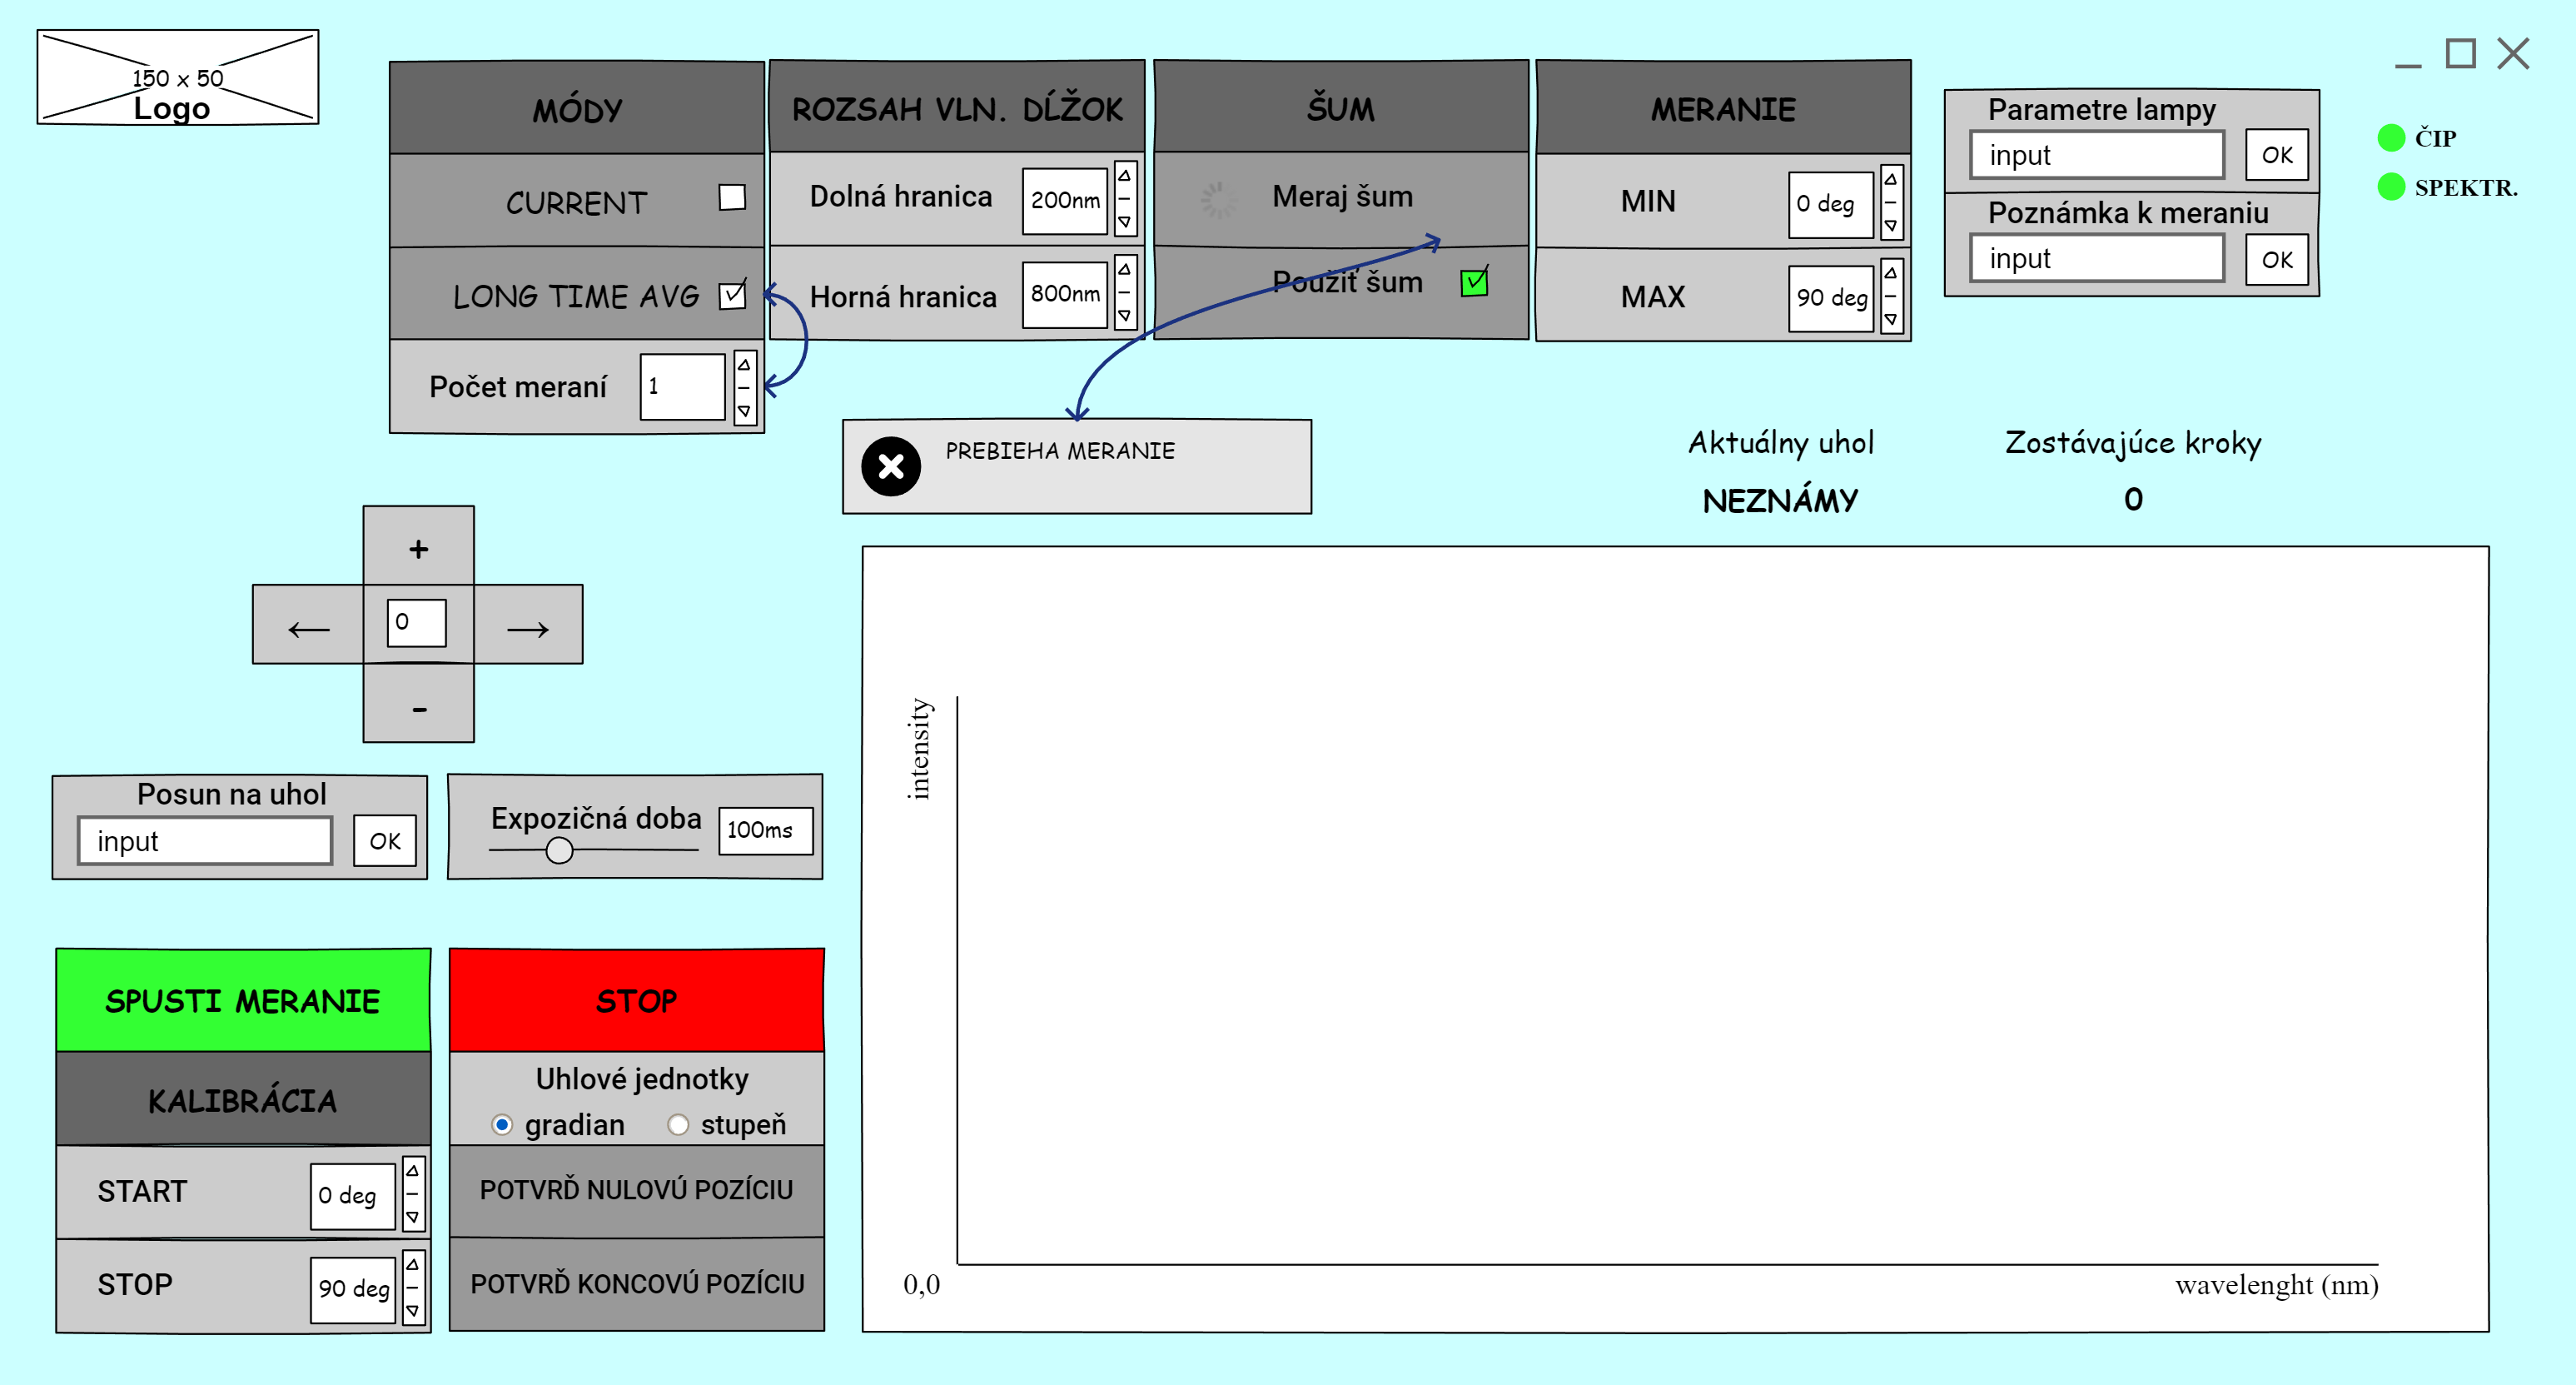 150 x 50
Logo
MÓDY
CURRENT
LONG TIME AVG
Počet meraní
1
ROZSAH VLN. DĹŽOK
Dolná hranica
200nm
Horná hranica
800nm
ŠUM
Meraj šum
Použiť šum
MERANIE
MIN
0 deg
MAX
90 deg
Parametre lampy
input
OK
Poznámka k meraniu
input
OK
ČIP
SPEKTR.
PREBIEHA MERANIE
Aktuálny uhol
NEZNÁMY
Zostávajúce kroky
0
+
←
0
→
-
Posun na uhol
input
OK
Expozičná doba
100ms
SPUSTI MERANIE
KALIBRÁCIA
START
0 deg
STOP
90 deg
STOP
Uhlové jednotky
gradian
stupeň
POTVRĎ NULOVÚ POZÍCIU
POTVRĎ KONCOVÚ POZÍCIU
intensity
0,0
wavelenght (nm)